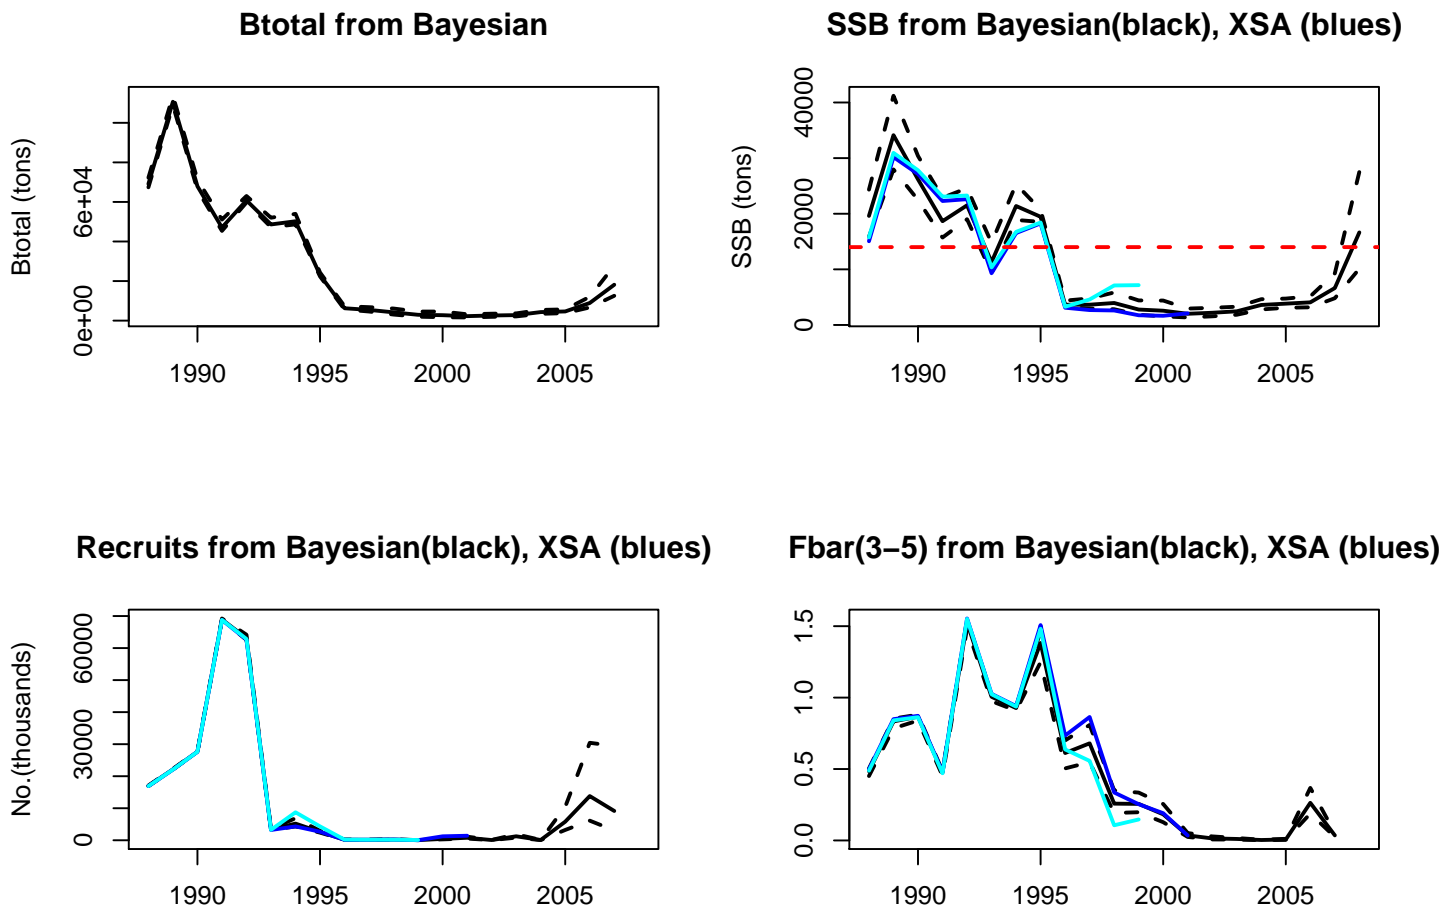 Btotal from Bayesian
Btotal (tons)
0e+00 6e+04
1990 1995 2000 2005
SSB from Bayesian(black), XSA (blues)
SSB (tons)
0 20000 40000
1990 1995 2000 2005
Recruits from Bayesian(black), XSA (blues)
No.(thousands)
0 30000 60000
1990 1995 2000 2005
Fbar(3−5) from Bayesian(black), XSA (blues)
0.0 0.5 1.0 1.5
1990 1995 2000 2005